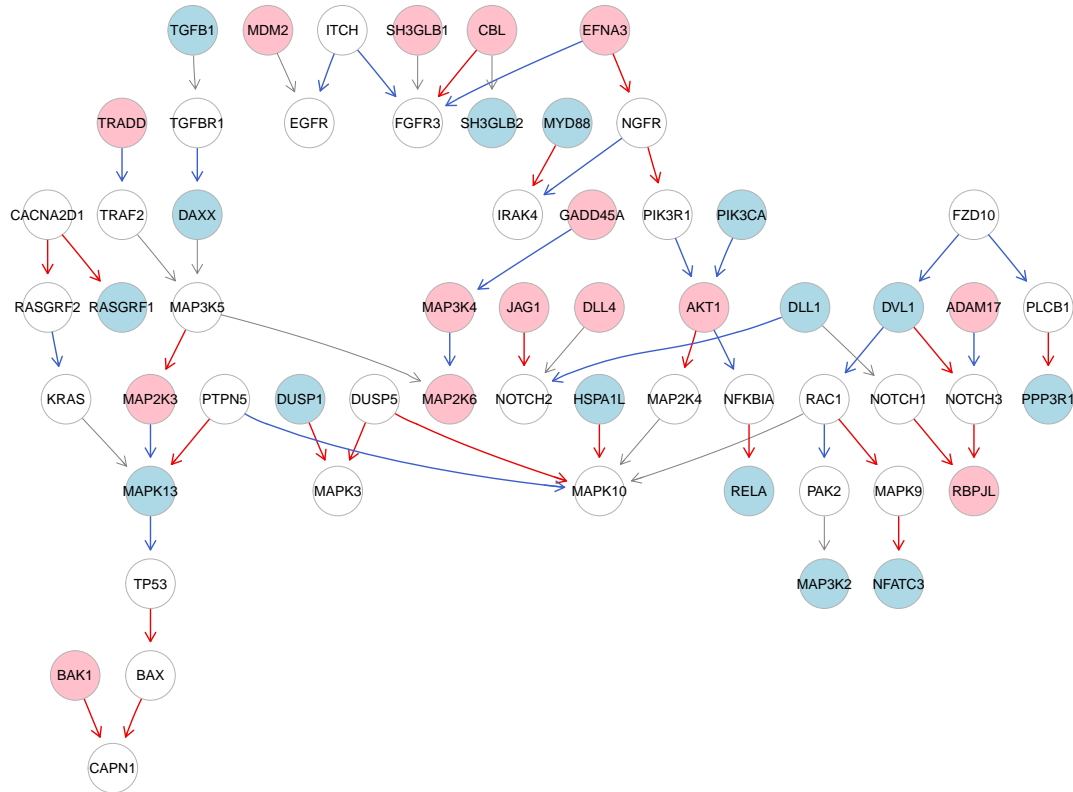 TGFB1 MDM2 ITCH SH3GLB1 CBL EFNA3
TRADD TGFBR1 EGFR FGFR3 SH3GLB2 MYD88 NGFR
CACNA2D1 TRAF2 DAXX IRAK4 GADD45A PIK3R1 PIK3CA FZD10
RASGRF2 RASGRF1 MAP3K5 MAP3K4 JAG1 DLL4 AKT1 DLL1 DVL1 ADAM17 PLCB1
KRAS MAP2K3 PTPN5 DUSP1 DUSP5 MAP2K6 NOTCH2 HSPA1L MAP2K4 NFKBIA RAC1 NOTCH1 NOTCH3 PPP3R1
MAPK13 MAPK3 MAPK10 RELA PAK2 MAPK9 RBPJL
TP53 MAP3K2 NFATC3
BAK1 BAX
CAPN1